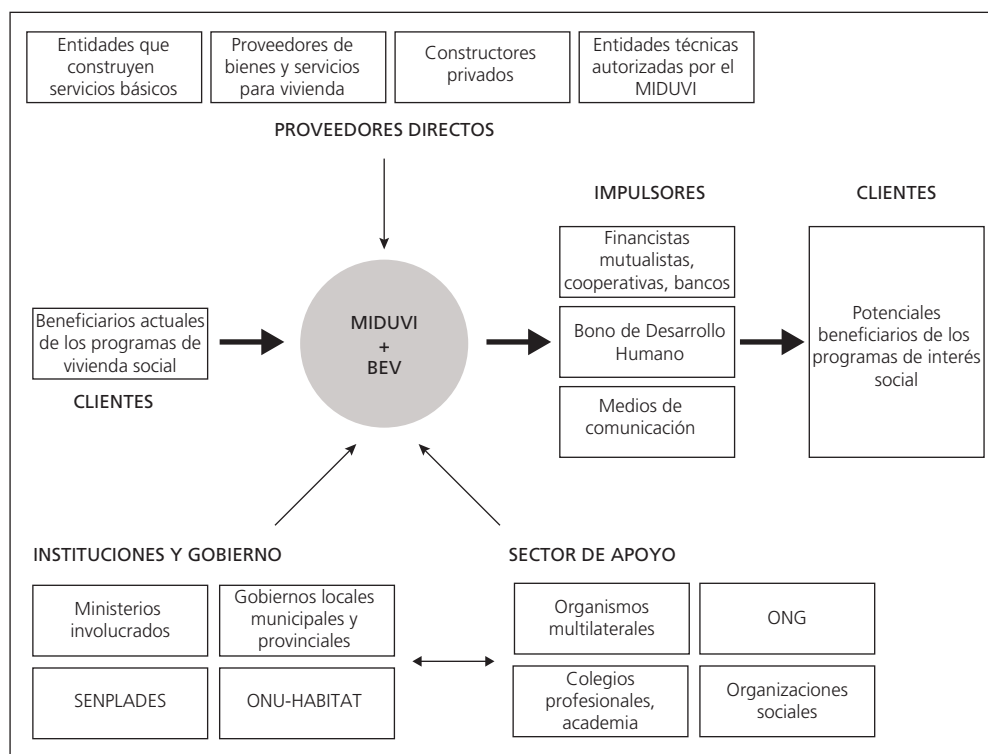 Entidades que
construyen
servicios básicos
Proveedores de
bienes y servicios
para vivienda
Constructores
privados
Entidades técnicas
autorizadas por el
MIDUVI
PROVEEDORES DIRECTOS
IMPULSORES
CLIENTES
Beneficiarios actuales
de los programas de
vivienda social
CLIENTES
MIDUVI
+
BEV
Financistas
mutualistas,
cooperativas, bancos
Bono de Desarrollo
Humano
Medios de
comunicación
Potenciales
beneficiarios de los
programas de interés
social
INSTITUCIONES Y GOBIERNO
Ministerios
involucrados
Gobiernos locales
municipales y
provinciales
SENPLADES
ONU-HABITAT
SECTOR DE APOYO
Organismos
multilaterales
ONG
Colegios
profesionales,
academia
Organizaciones
sociales